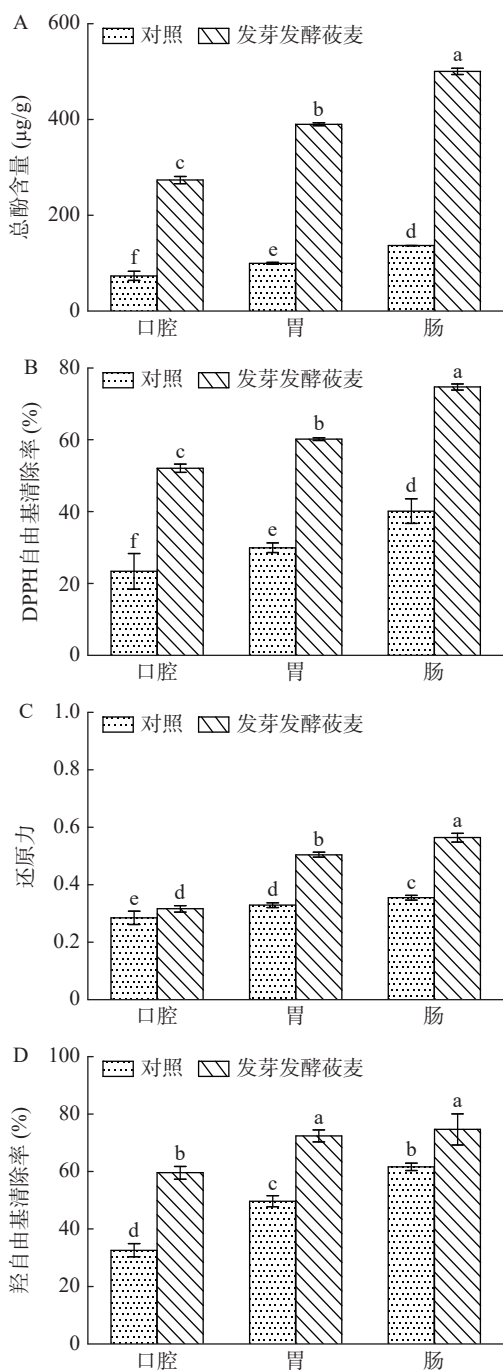 A
600
400
200
0
总酚含量 (μg/g)
对照 发芽发酵莜麦
f c e b d a
口腔 胃 肠
B
80
60
40
20
0
DPPH自由基清除率 (%)
对照 发芽发酵莜麦
f c e b d a
口腔 胃 肠
C
1.0
0.8
0.6
0.4
0.2
0
还原力
对照 发芽发酵莜麦
e d d b c a
口腔 胃 肠
D
100
80
60
40
20
0
羟自由基清除率 (%)
对照 发芽发酵莜麦
d b c a b a
口腔 胃 肠